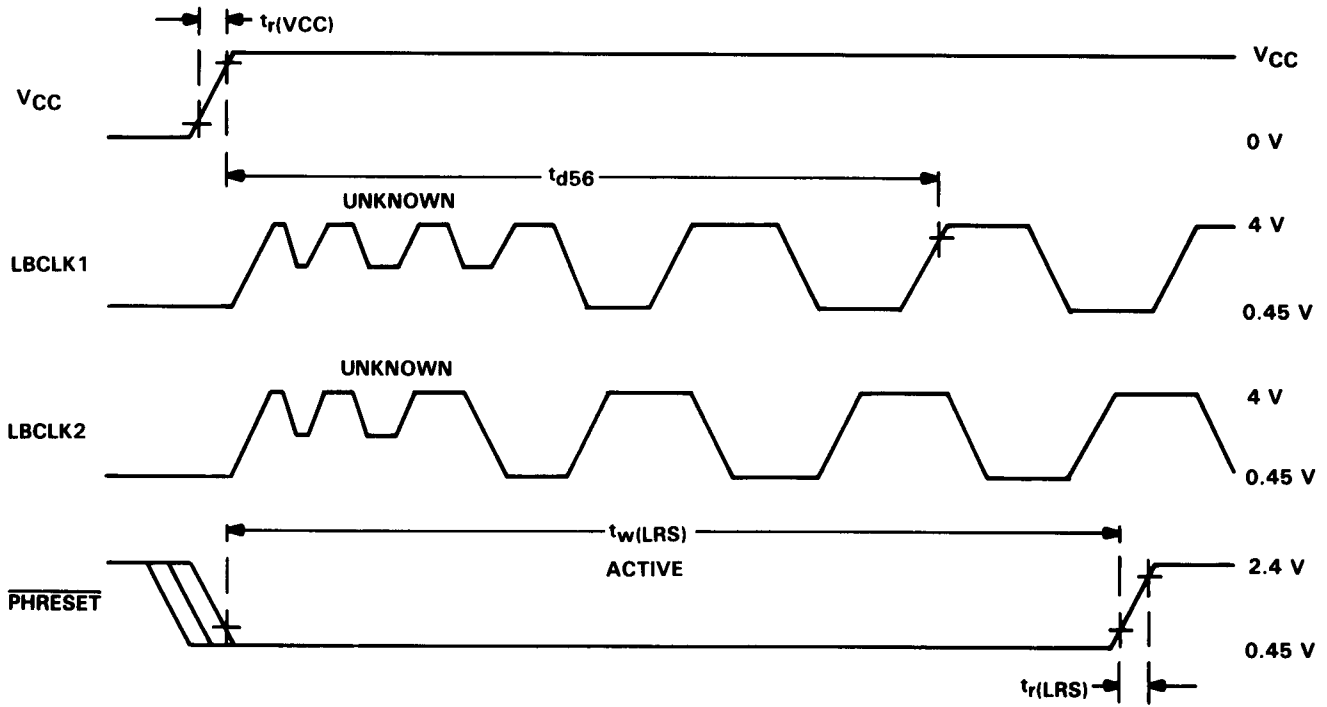 tr(VCC)
VCC
VCC
0 V
td56
UNKNOWN
4 V
LBCLK1
0.45 V
UNKNOWN
4 V
LBCLK2
0.45 V
tw(LRS)
ACTIVE
2.4 V
PHRESET
0.45 V
tr(LRS)